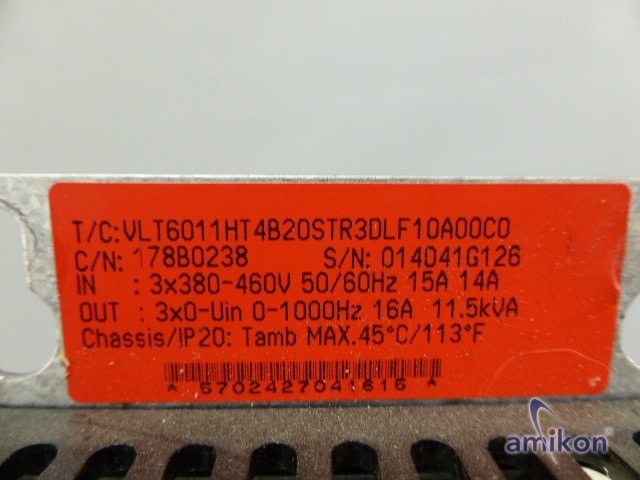 T/C:VLT6011HT4B20STR3DLF10A00C0
C/N: 178B0238 S/N: 014041G126
IN : 3x380-460V 50/60Hz 15A 14A
OUT : 3x0-Uin 0-1000Hz 16A 11.5kVA
Chassis/IP20: Tamb MAX.45°C/113°F
* 5702427041615 *
amikon®